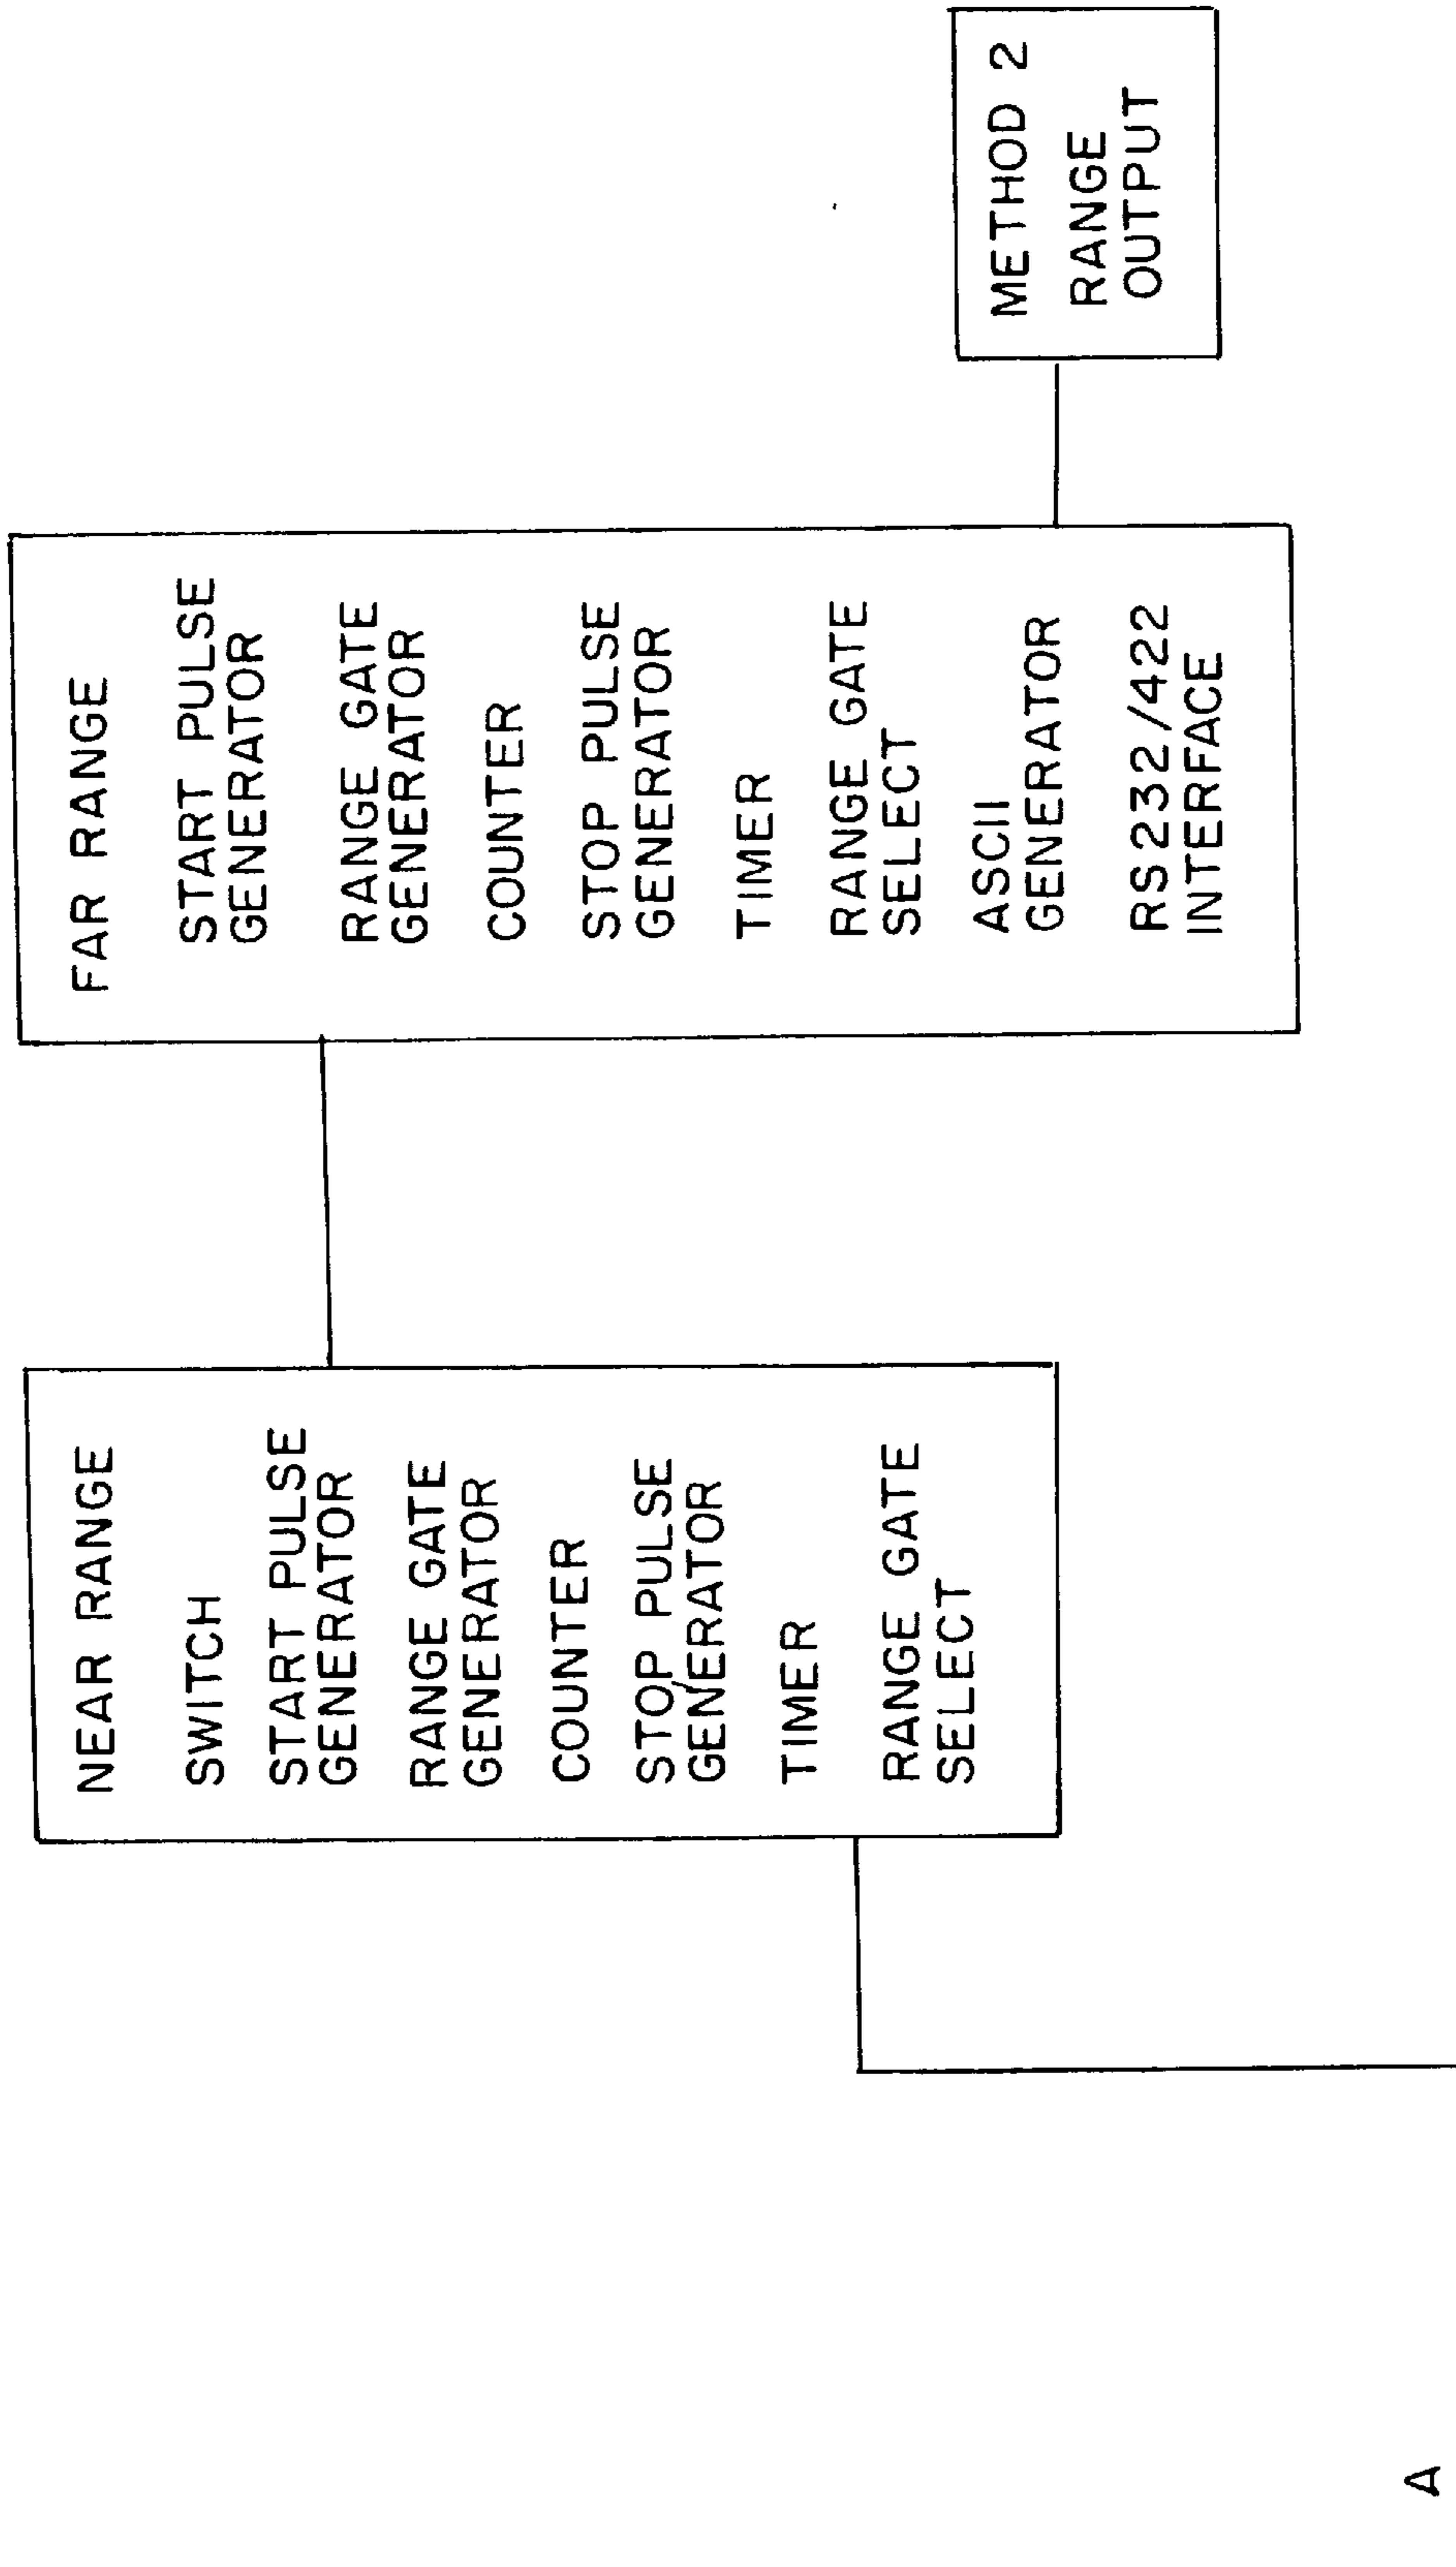 NEAR RANGE
SWITCH
START PULSE
GENERATOR
RANGE GATE
GENERATOR
COUNTER
STOP PULSE
GENERATOR
TIMER
RANGE GATE
SELECT
FAR RANGE
START PULSE
GENERATOR
RANGE GATE
GENERATOR
COUNTER
STOP PULSE
GENERATOR
TIMER
RANGE GATE
SELECT
ASCII
GENERATOR
RS232/422
INTERFACE
METHOD 2
RANGE
OUTPUT
A